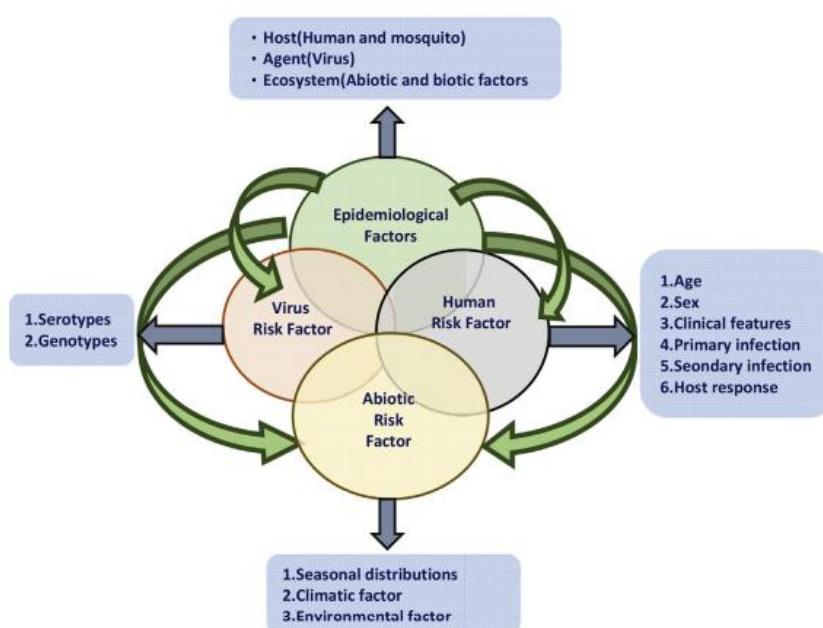 • Host(Human and mosquito)
• Agent(Virus)
• Ecosystem(Abiotic and biotic factors
Epidemiological
Factors
Virus
Risk Factor
Human
Risk Factor
Abiotic
Risk
Factor
1.Serotypes
2.Genotypes
1.Age
2.Sex
3.Clinical features
4.Primary infection
5.Seondary infection
6.Host response
1.Seasonal distributions
2.Climatic factor
3.Environmental factor